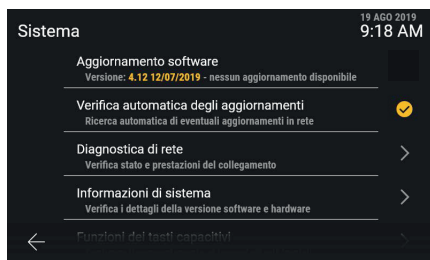 19 AGO 2019
Sistema
9:18 AM
Aggiornamento software
Versione: 4.12 12/07/2019 - nessun aggiornamento disponibile
Verifica automatica degli aggiornamenti
Ricerca automatica di eventuali aggiornamenti in rete
Diagnostica di rete
Verifica stato e prestazioni del collegamento
Informazioni di sistema
Verifica i dettagli della versione software e hardware
Funzioni dei tasti capacitivi